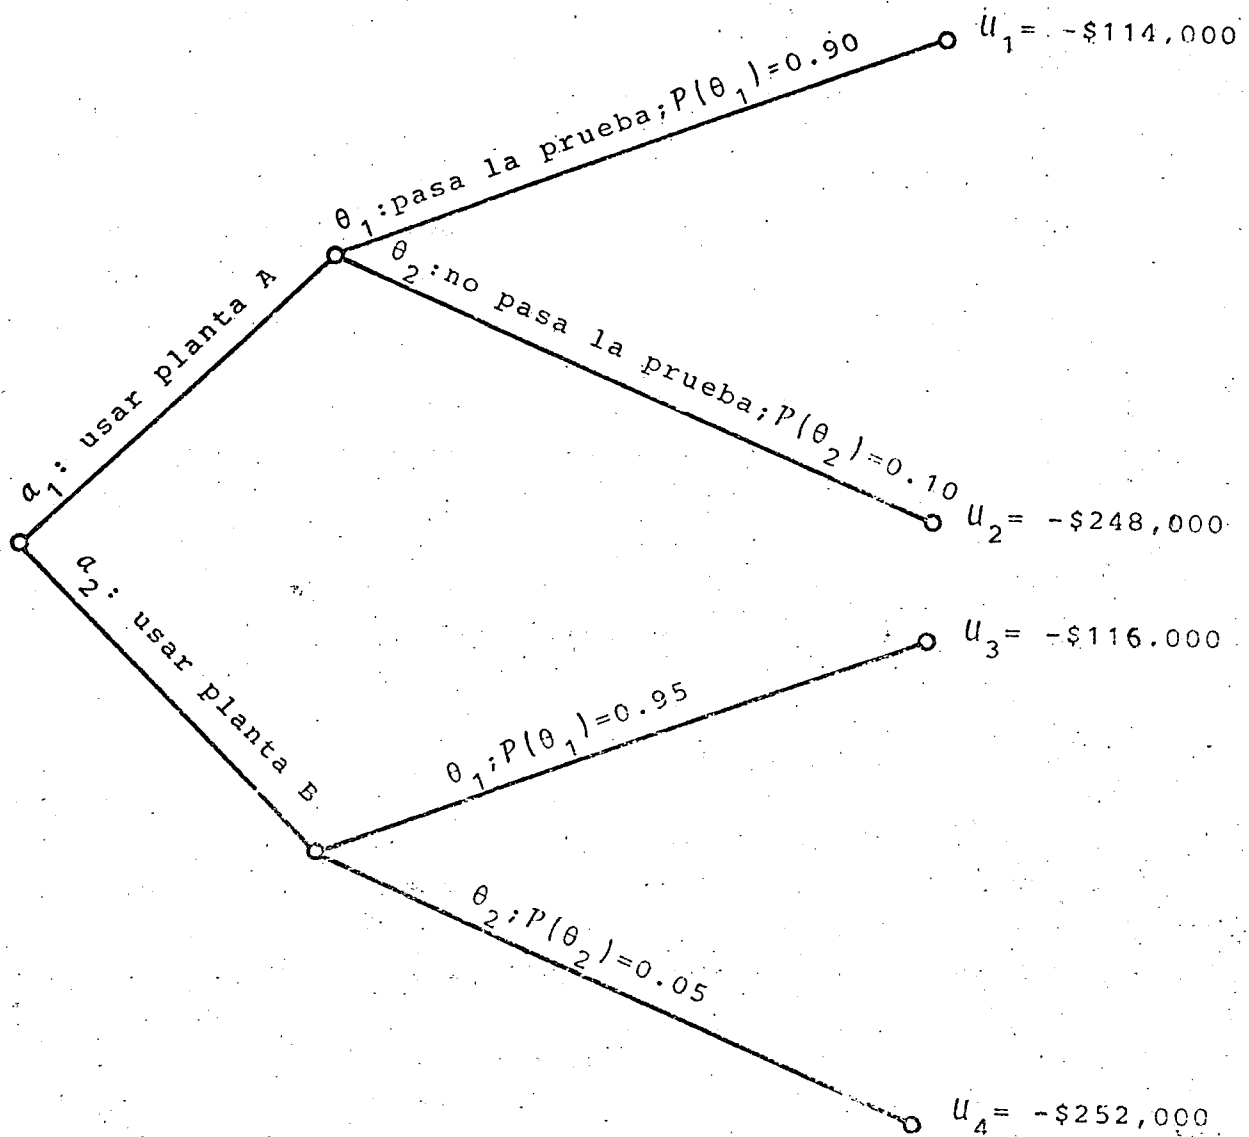 U1= -$114,000
θ1:pasa la prueba;P(θ1)=0.90
θ2:no pasa la prueba;P(θ2)=0.10
a1: usar planta A
U2= -$248,000
a2: usar planta B
U3= -$116.000
θ1;P(θ1)=0.95
θ2;P(θ2)=0.05
U4= -$252,000